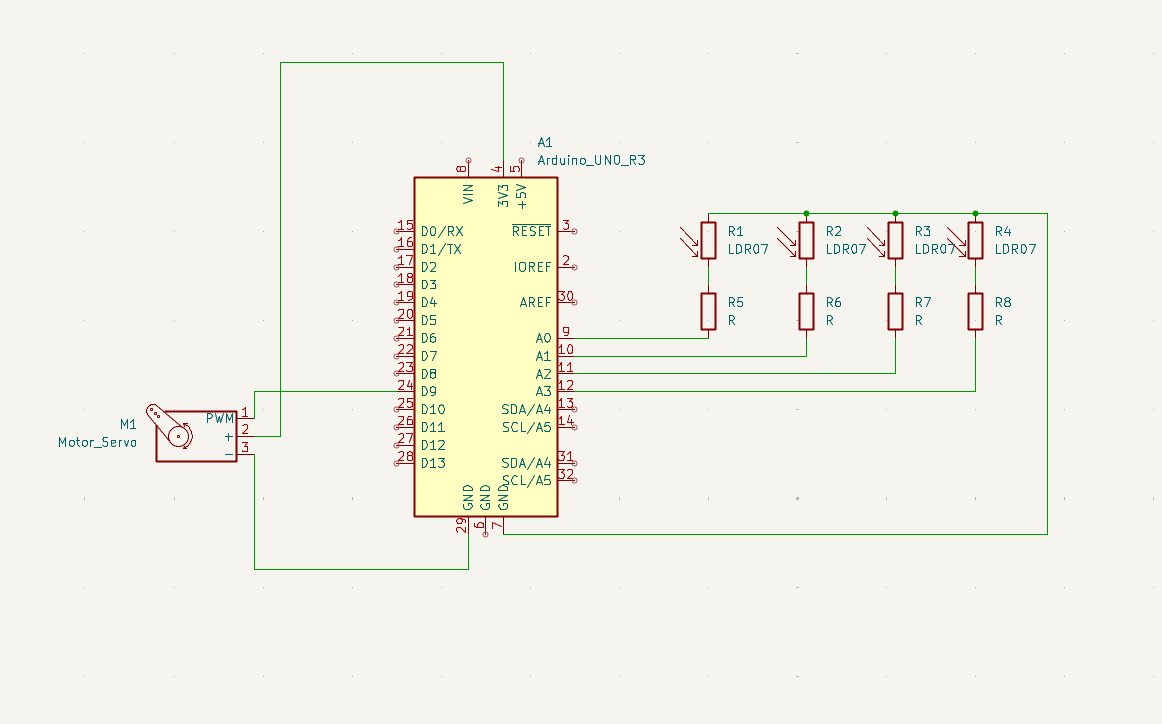 A1
Arduino_UNO_R3
8
4
5
VIN
3V3
+5V
15 D0/RX
16 D1/TX
17 D2
18 D3
19 D4
20 D5
21 D6
22 D7
23 D8
24 D9
25 D10
26 D11
27 D12
28 D13
RESET 3
IOREF 2
AREF 30
A0 9
A1 10
A2 11
A3 12
SDA/A4 13
SCL/A5 14
SDA/A4 31
SCL/A5 32
GND
GND
GND
29
6
7
M1
Motor_Servo
PWM 1
+ 2
− 3
R1
LDR07
R2
LDR07
R3
LDR07
R4
LDR07
R5
R
R6
R
R7
R
R8
R